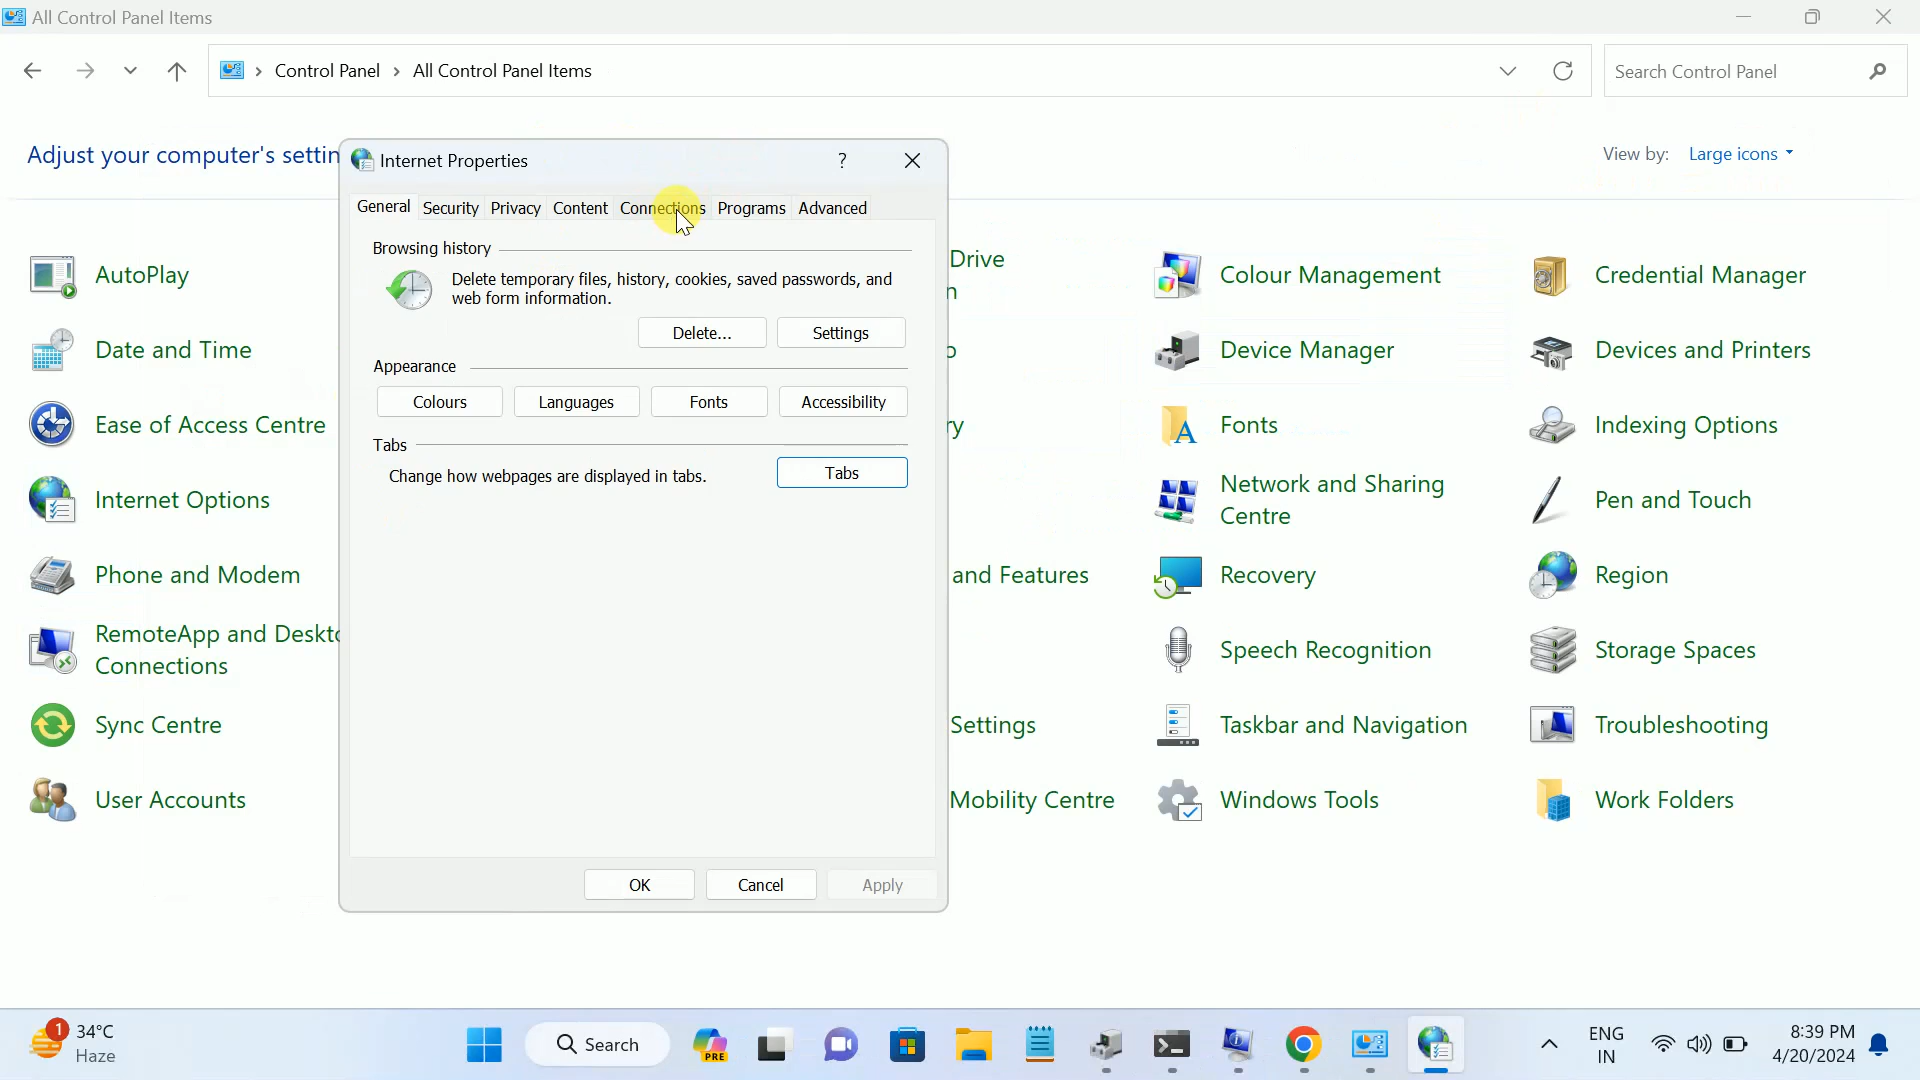 All Control Panel Items
Control Panel > All Control Panel Items
Search Control Panel
Adjust your computer's settin
View by: Large icons
Internet Properties
?
General Security Privacy Content Connections Programs Advanced
Browsing history
Delete temporary files, history, cookies, saved passwords, and
web form information.
Delete... Settings
Appearance
Colours Languages Fonts Accessibility
Tabs
Change how webpages are displayed in tabs. Tabs
OK Cancel Apply
AutoPlay
Drive
n
Colour Management
Credential Manager
Date and Time
Device Manager
Devices and Printers
Ease of Access Centre
ry
Fonts
Indexing Options
Internet Options
Network and Sharing
Centre
Pen and Touch
Phone and Modem
and Features
Recovery
Region
RemoteApp and Deskto
Connections
Speech Recognition
Storage Spaces
Sync Centre
Settings
Taskbar and Navigation
Troubleshooting
User Accounts
Mobility Centre
Windows Tools
Work Folders
1
34°C
Haze
Search
PRE
ENG
IN
8:39 PM
4/20/2024